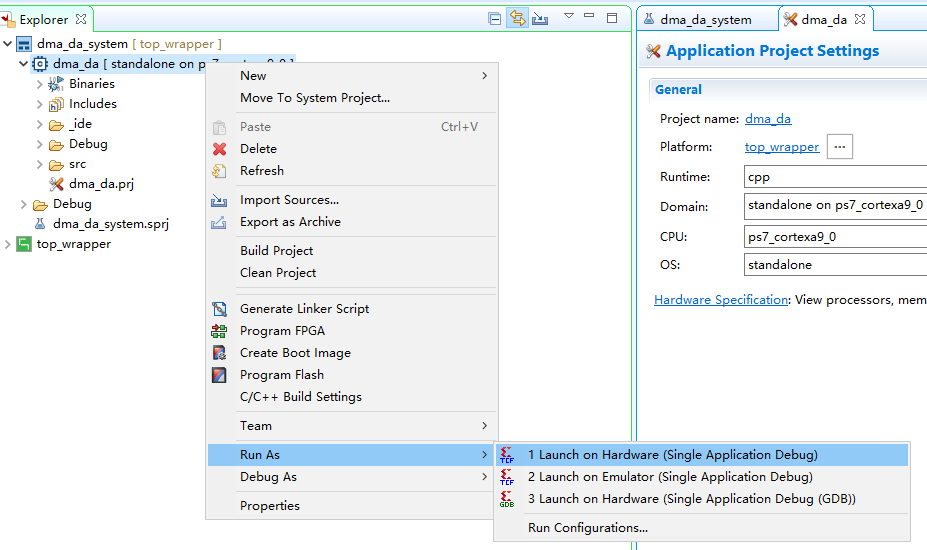 Explorer
dma_da_system [ top_wrapper ]
dma_da [ standalone on ps7_cortexa9_0 ]
Binaries
Includes
_ide
Debug
src
dma_da.prj
Debug
dma_da_system.sprj
top_wrapper
New
Move To System Project...
Paste Ctrl+V
Delete
Refresh
Import Sources...
Export as Archive
Build Project
Clean Project
Generate Linker Script
Program FPGA
Create Boot Image
Program Flash
C/C++ Build Settings
Team
Run As
Debug As
Properties
TCF 1 Launch on Hardware (Single Application Debug)
TCF 2 Launch on Emulator (Single Application Debug)
GDB 3 Launch on Hardware (Single Application Debug (GDB))
Run Configurations...
dma_da_system dma_da
Application Project Settings
General
Project name: dma_da
Platform: top_wrapper ...
Runtime: cpp
Domain: standalone on ps7_cortexa9_0
CPU: ps7_cortexa9_0
OS: standalone
Hardware Specification: View processors, mem